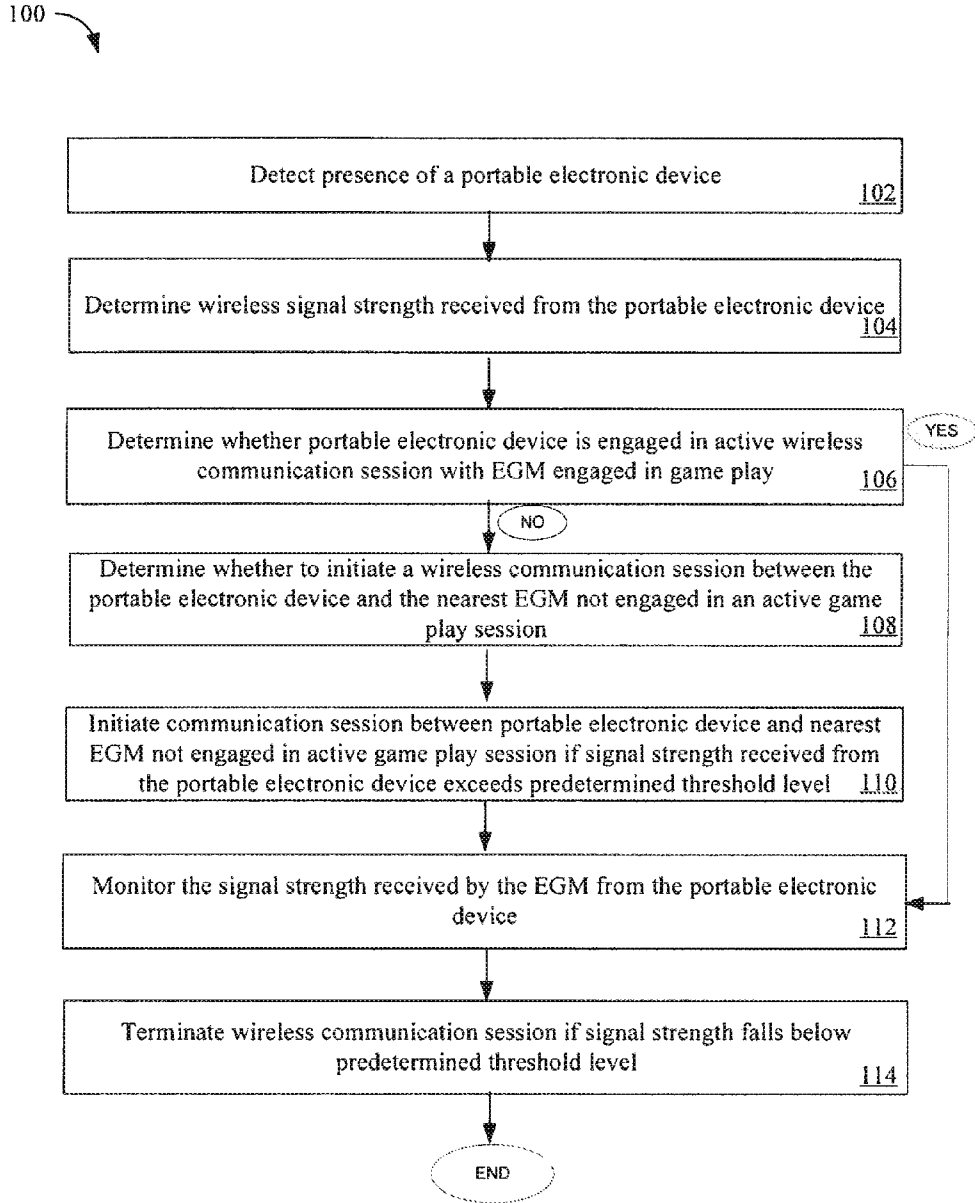 100
Detect presence of a portable electronic device
102
Determine wireless signal strength received from the portable electronic device
104
Determine whether portable electronic device is engaged in active wireless
communication session with EGM engaged in game play
106
YES
NO
Determine whether to initiate a wireless communication session between the
portable electronic device and the nearest EGM not engaged in an active game
play session
108
Initiate communication session between portable electronic device and nearest
EGM not engaged in active game play session if signal strength received from
the portable electronic device exceeds predetermined threshold level
110
Monitor the signal strength received by the EGM from the portable electronic
device
112
Terminate wireless communication session if signal strength falls below
predetermined threshold level
114
END